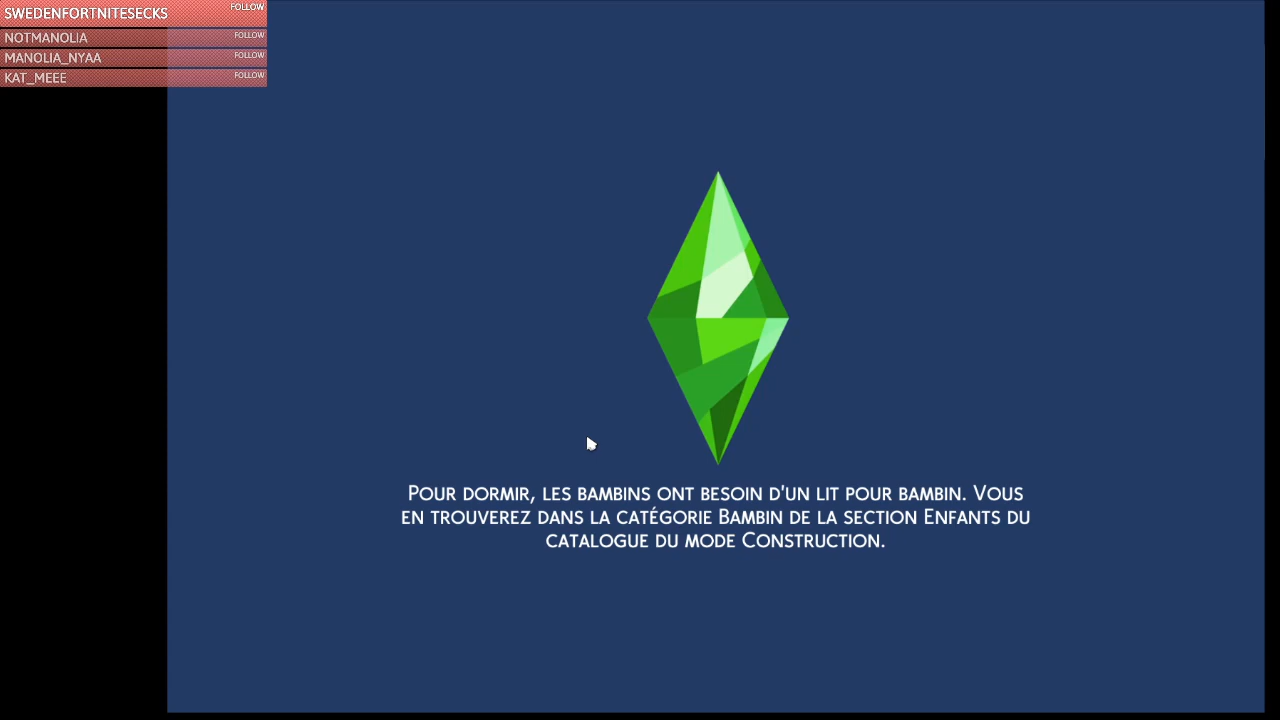 SWEDENFORTNITESECKS FOLLOW
NOTMANOLIA FOLLOW
MANOLIA_NYAA FOLLOW
KAT_MEEE FOLLOW
POUR DORMIR, LES BAMBINS ONT BESOIN D'UN LIT POUR BAMBIN. VOUS
EN TROUVEREZ DANS LA CATÉGORIE BAMBIN DE LA SECTION ENFANTS DU
CATALOGUE DU MODE CONSTRUCTION.